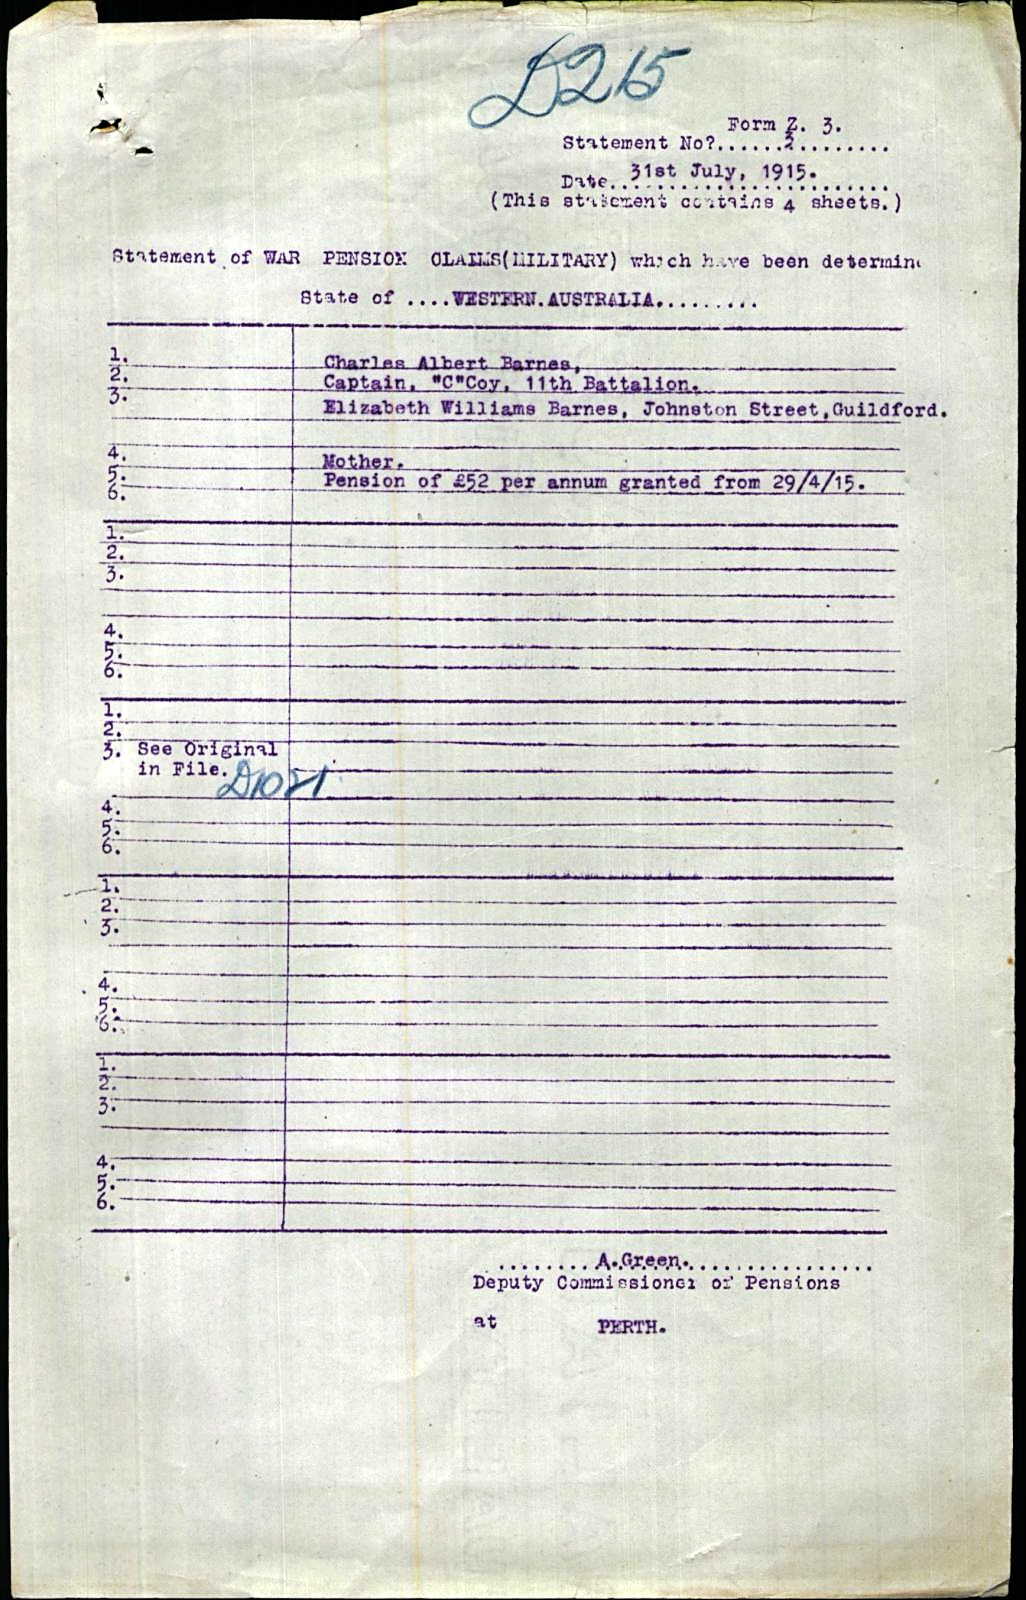 D215
Form Z. 3.
Statement No?......2........
Date 31st July, 1915.
(This statement contains 4 sheets.)
Statement of WAR PENSION CLAIMS(MILITARY) which have been determine
State of ....WESTERN.AUSTRALIA.........
1. Charles Albert Barnes,
2. Captain, "C"Coy, 11th Battalion.
3. Elizabeth Williams Barnes, Johnston Street,Guildford.
4. Mother.
5. Pension of £52 per annum granted from 29/4/15.
6.
1.
2.
3.
4.
5.
6.
1.
2.
3. See Original
in File. D1021
4.
5.
6.
1.
2.
3.
4.
5.
6.
1.
2.
3.
4.
5.
6.
........A.Green.................
Deputy Commissioner of Pensions
at PERTH.